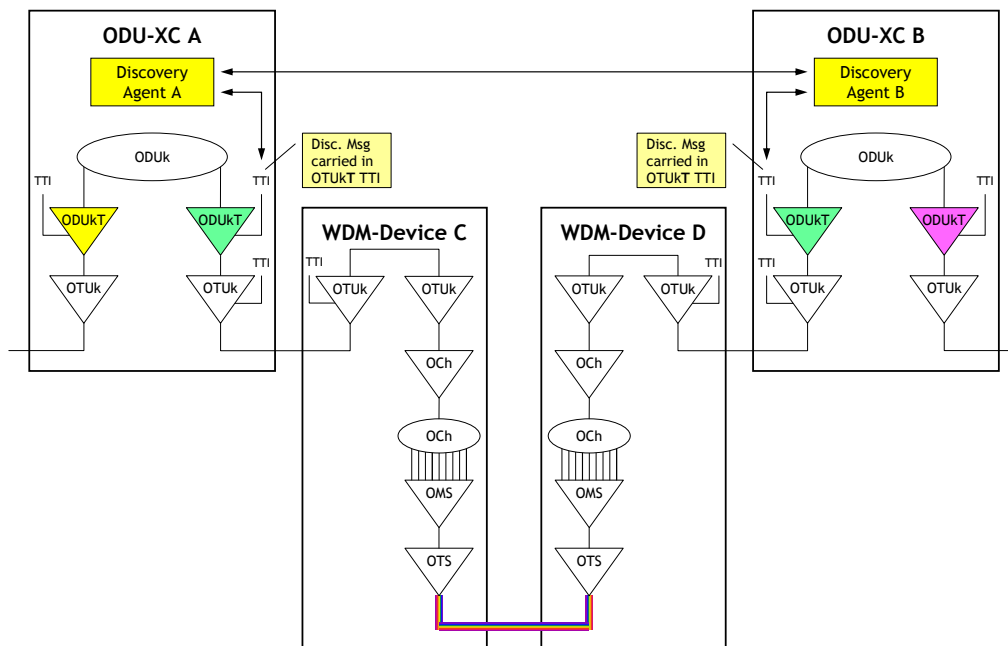 ODU-XC A
ODU-XC B
Discovery
Agent A
Discovery
Agent B
Disc. Msg
carried in
OTUkT TTI
Disc. Msg
carried in
OTUkT TTI
ODUk
ODUk
TTI
TTI
TTI
TTI
ODUkT
ODUkT
ODUkT
ODUkT
WDM-Device C
WDM-Device D
TTI
TTI
TTI
TTI
OTUk
OTUk
OTUk
OTUk
OTUk
OTUk
OTUk
OTUk
OCh
OCh
OCh
OCh
OMS
OMS
OTS
OTS